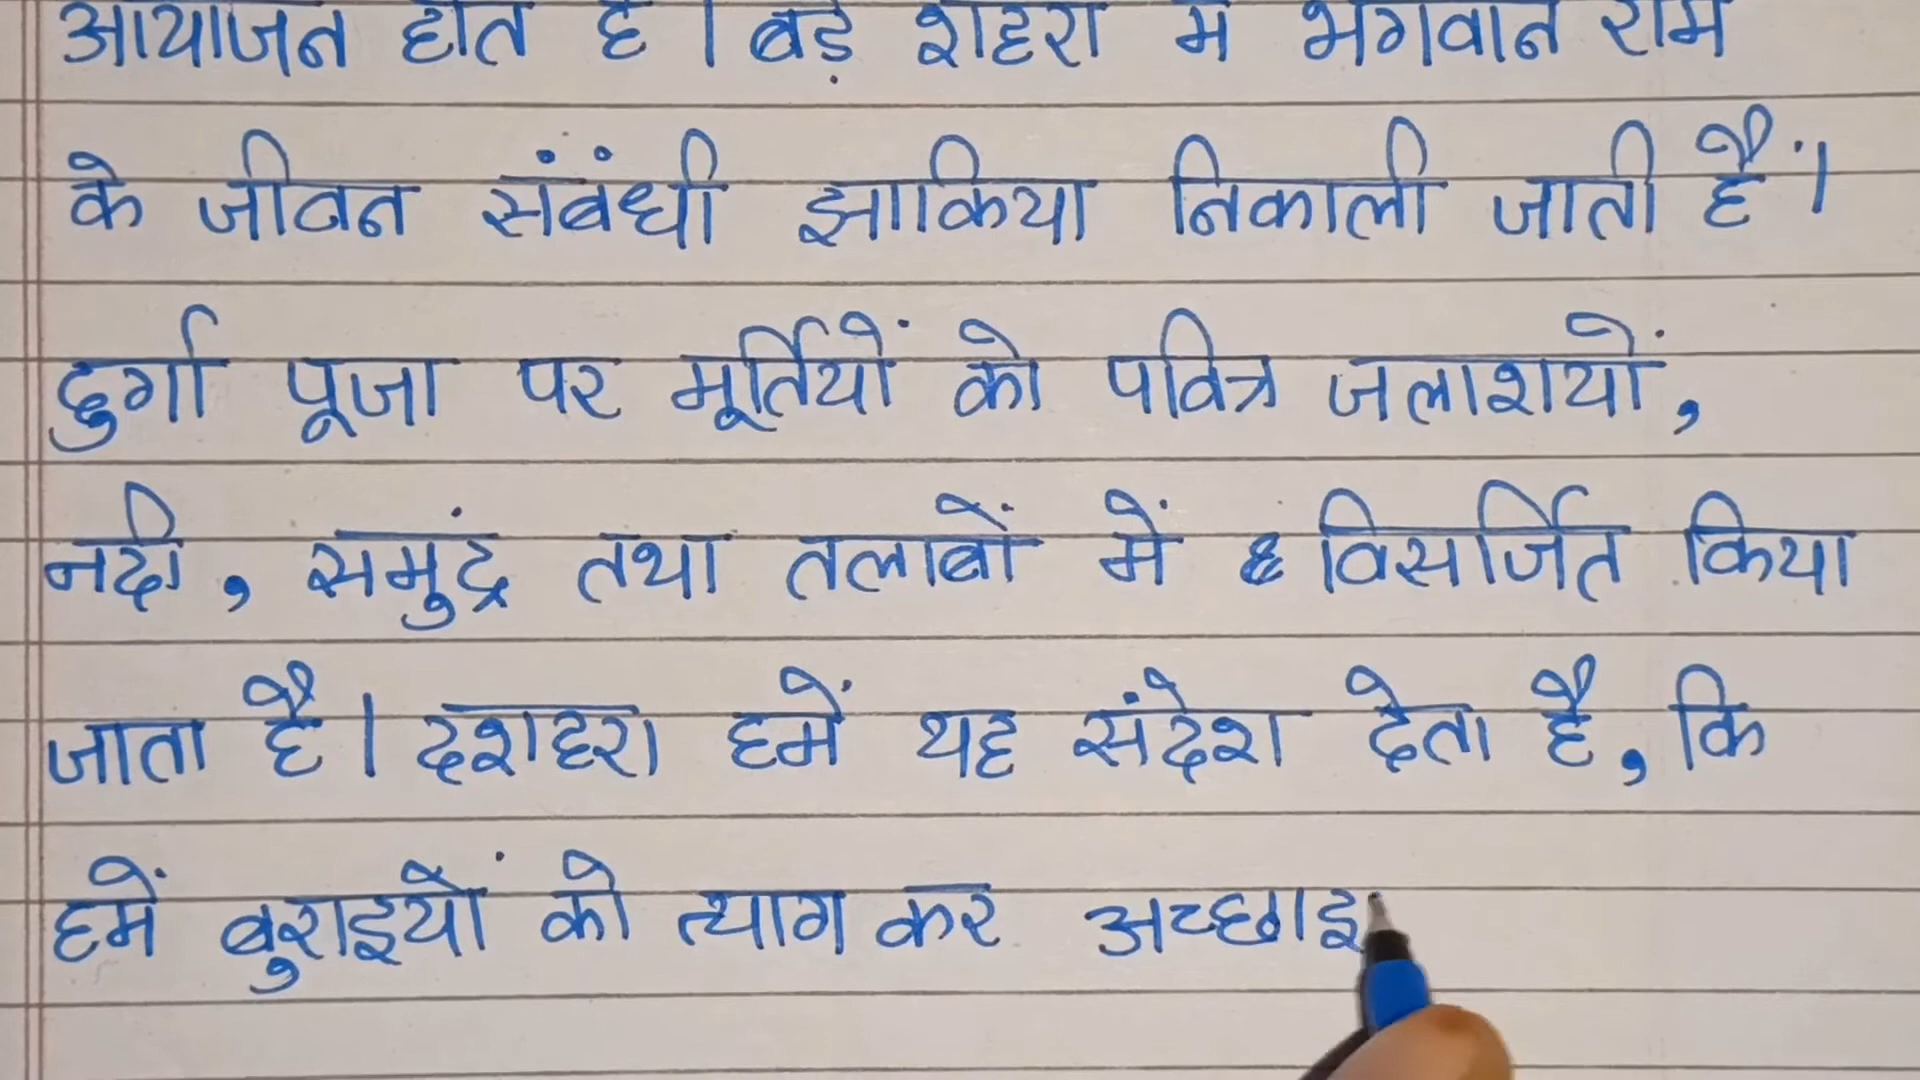 आयोजन होते हैं। बड़े शहरों में भगवान राम
के जीवन संबंधी झाकिया निकाली जाती हैं।
दुर्गा पूजा पर मूर्तियों को पवित्र जलाशयों,
नदी, समुंद्र तथा तलाबों में विसर्जित किया
जाता है। दशहरा हमें यह संदेश देता है, कि
हमें बुराइयों को त्याग कर अच्छाइ